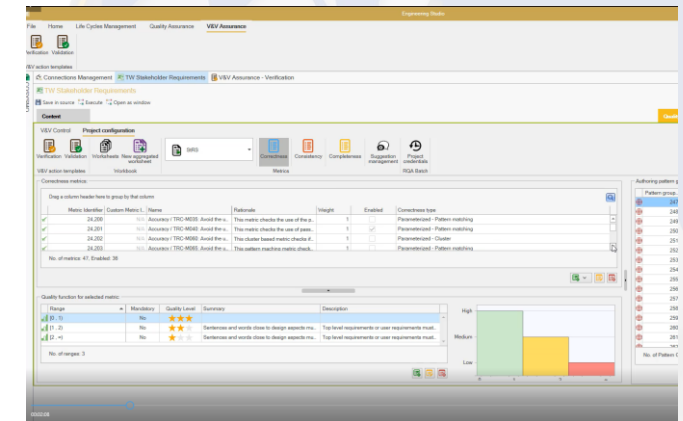 Engineering Studio
File Home Life Cycles Management Quality Assurance V&V Assurance
Verification Validation
V&V action templates
Connections Management TW Stakeholder Requirements V&V Assurance - Verification
TW Stakeholder Requirements
Save in source Execute Open as window
Content
V&V Control Project configuration
Verification Validation Worksheets New aggregated worksheet BRS Correctness Consistency Completeness Suggestion management Project credentials
V&V action templates Workbook Metrics RQA Batch
Correctness metrics
Authoring pattern g
Drag a column header here to group by that column
Pattern group
Metric Identifier Custom Metric I... Name Rationale Weight Enabled Correctness type
24,200 N/A Accuracy / TRC-M039: Avoid the u... This metric checks the use of the p... 1 Parameterized - Pattern matching
24,201 N/A Accuracy / TRC-M040: Avoid the u... This metric checks the use of pass... 1 Parameterized - Pattern matching
24,202 N/A Accuracy / Avoid the u... This cluster based metric checks if... 1 Parameterized - Cluster
24,203 N/A Accuracy / Avoid the u... This pattern matching metric check... 1 Parameterized - Pattern matching
No. of metrics: 47, Enabled: 38
247
248
249
250
251
252
253
254
255
256
257
258
259
260
261
No. of Pattern
Quality function for selected metric
Range Mandatory Quality Level Summary Description
[0 , 1) No
[1 , 2) No Sentences and words close to design aspects mu... Top level requirements or user requirements must...
[2 , ∞) No Sentences and words close to design aspects mu... Top level requirements or user requirements must...
No. of ranges: 3
High
Medium
Low
0 1 2